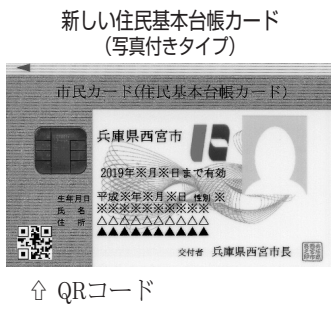 新しい住民基本台帳カード
（写真付きタイプ）
市民カード(住民基本台帳カード)
兵庫県西宮市
2019年※月※日まで有効
生年月日 平成※年※月※日 性別 ※
氏 名 ※※※※※※※※※※
住 所 △△△△△△△△△△
▲▲▲▲▲▲▲▲▲▲
交付者 兵庫県西宮市長
⇧ QRコード